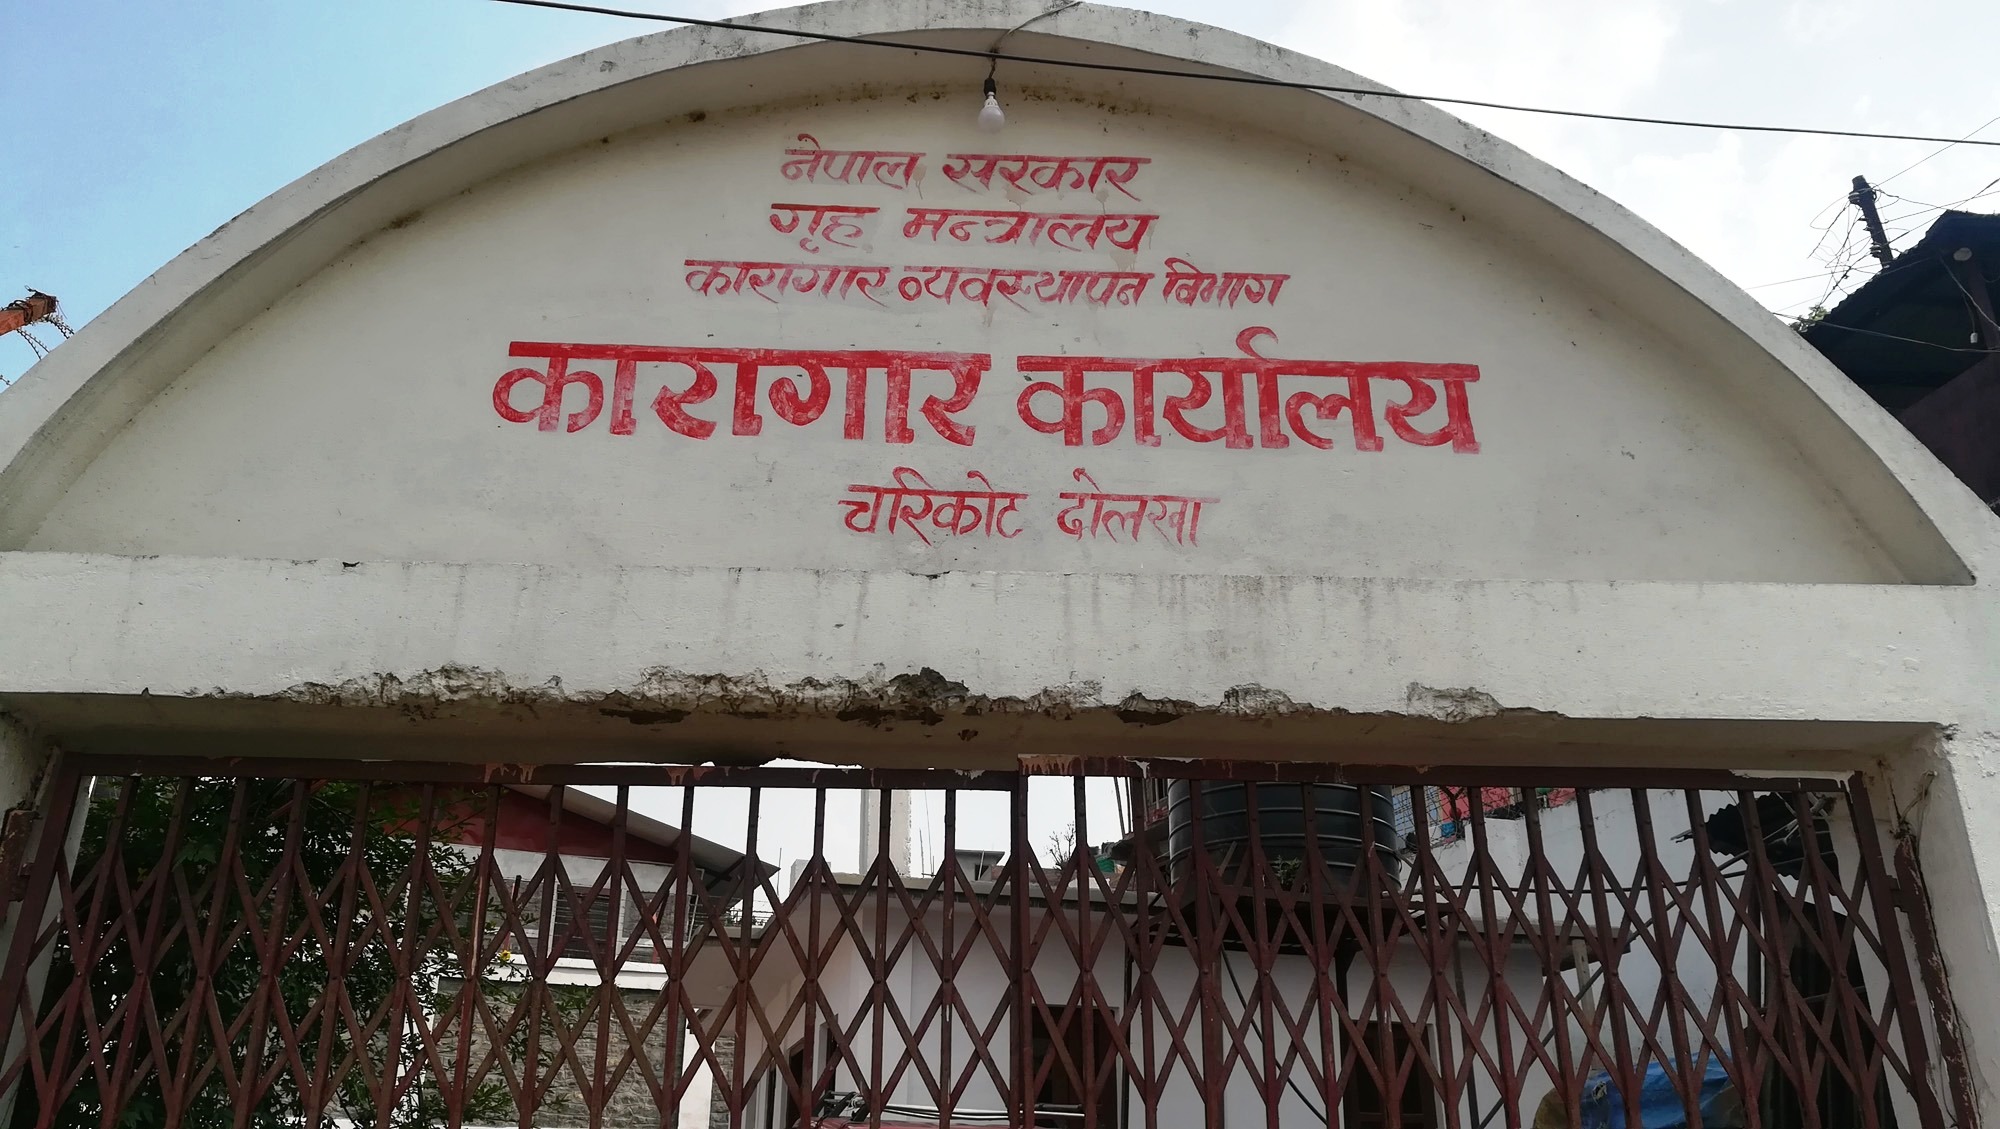 नेपाल सरकार
गृह मन्त्रालय
कारागार व्यवस्थापन विभाग
कारागार कार्यालय
चरिकोट दोलखा